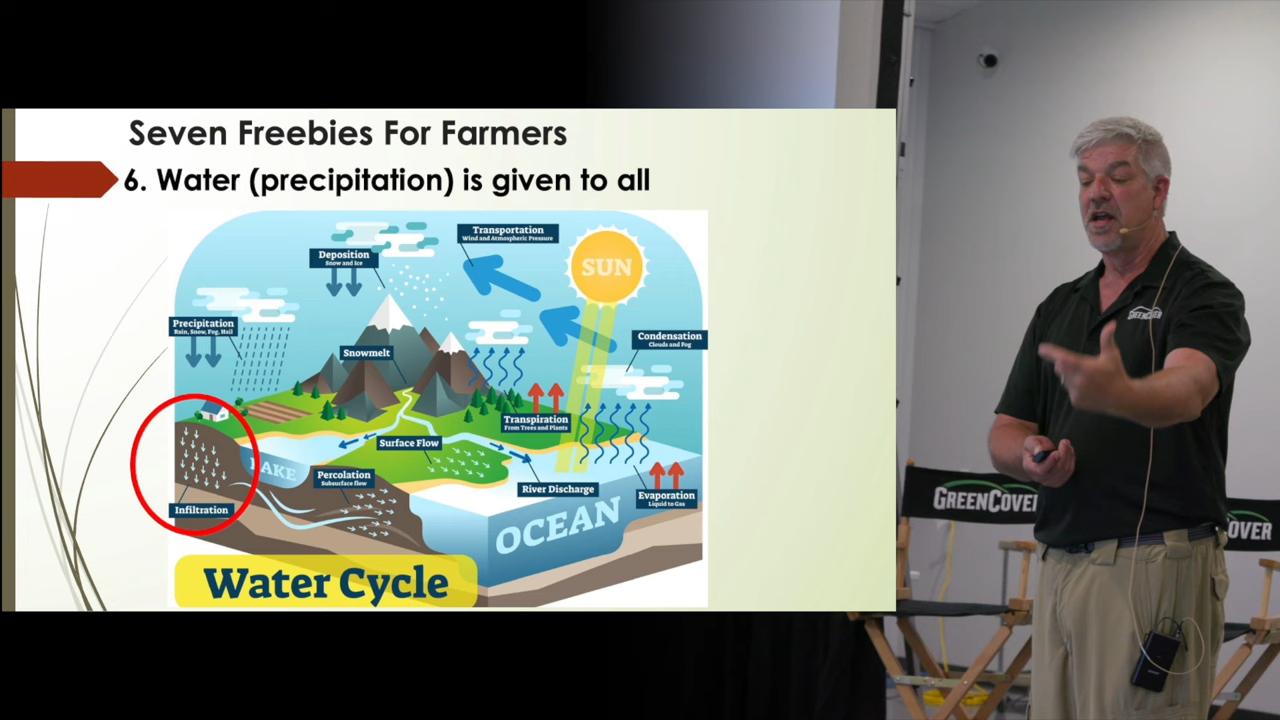 Seven Freebies For Farmers
6. Water (precipitation) is given to all
Transportation
Wind and Atmospheric Pressure
SUN
Deposition
Snow and Ice
Precipitation
Rain, Snow, Fog, Hail
Condensation
Clouds and Fog
Snowmelt
Transpiration
From Trees and Plants
Surface Flow
LAKE
Percolation
Subsurface flow
River Discharge
Evaporation
Liquid to Gas
Infiltration
OCEAN
Water Cycle
GREENCOVER
GREENCOVER
OVER